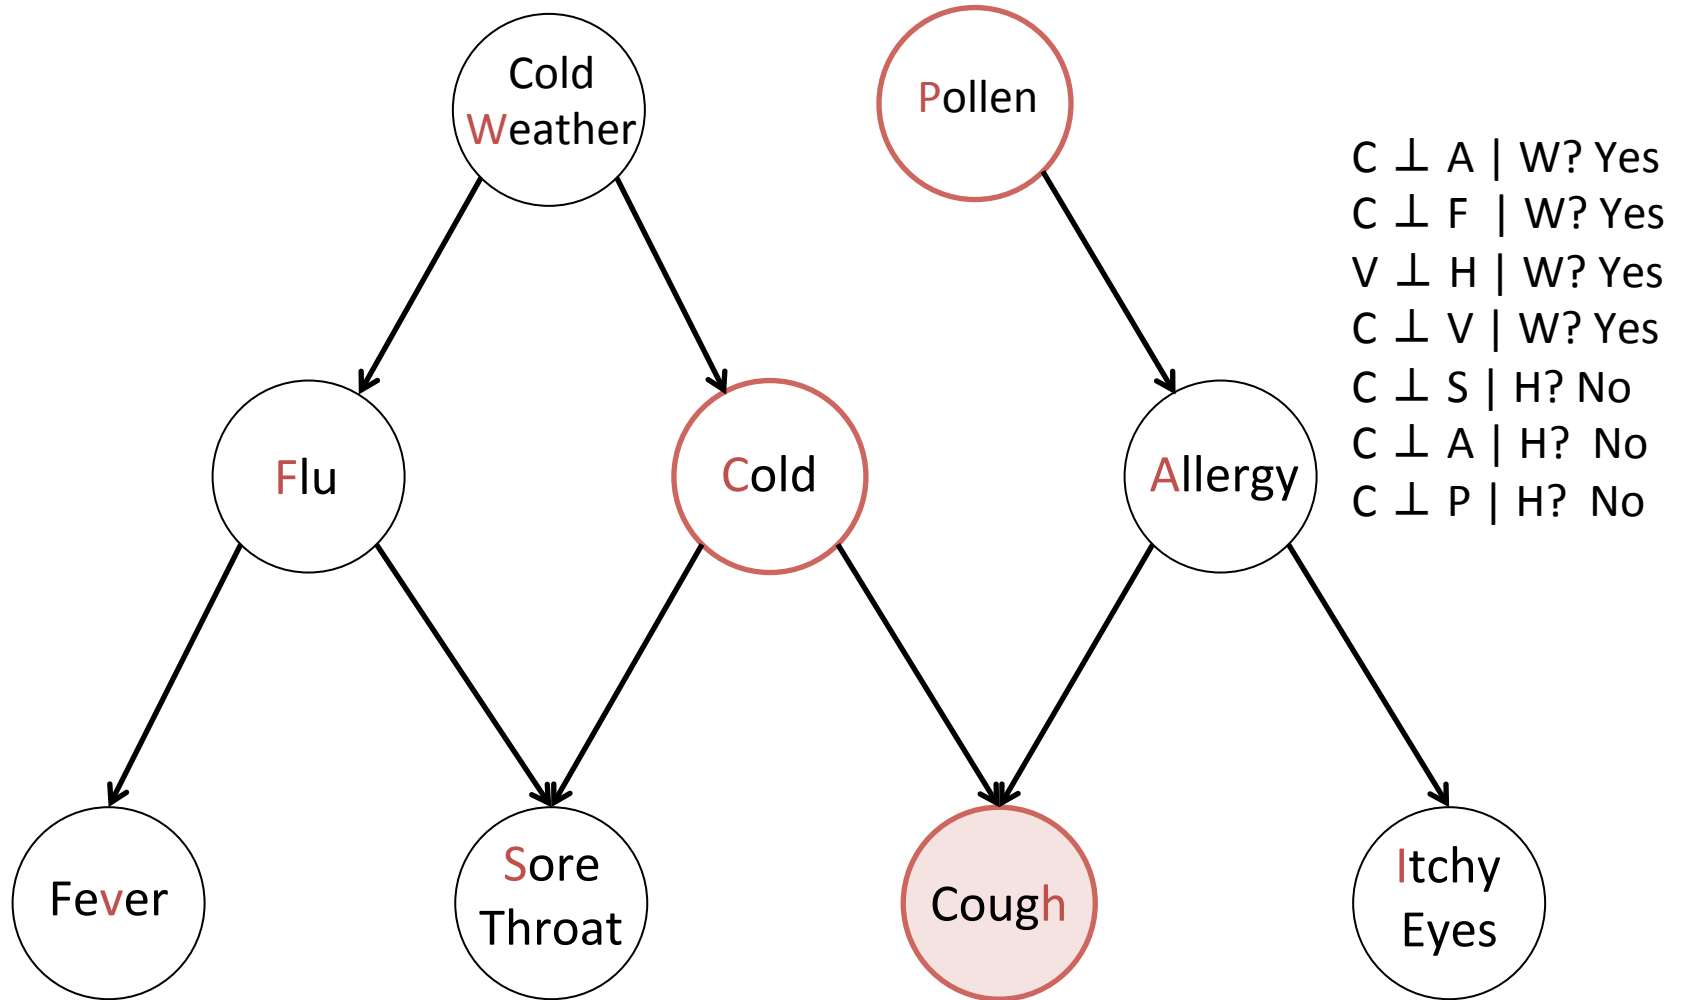 Cold
Weather
Pollen
C ⊥ A | W? Yes
C ⊥ F | W? Yes
V ⊥ H | W? Yes
C ⊥ V | W? Yes
C ⊥ S | H? No
C ⊥ A | H? No
C ⊥ P | H? No
Flu
Cold
Allergy
Fever
Sore
Throat
Cough
Itchy
Eyes